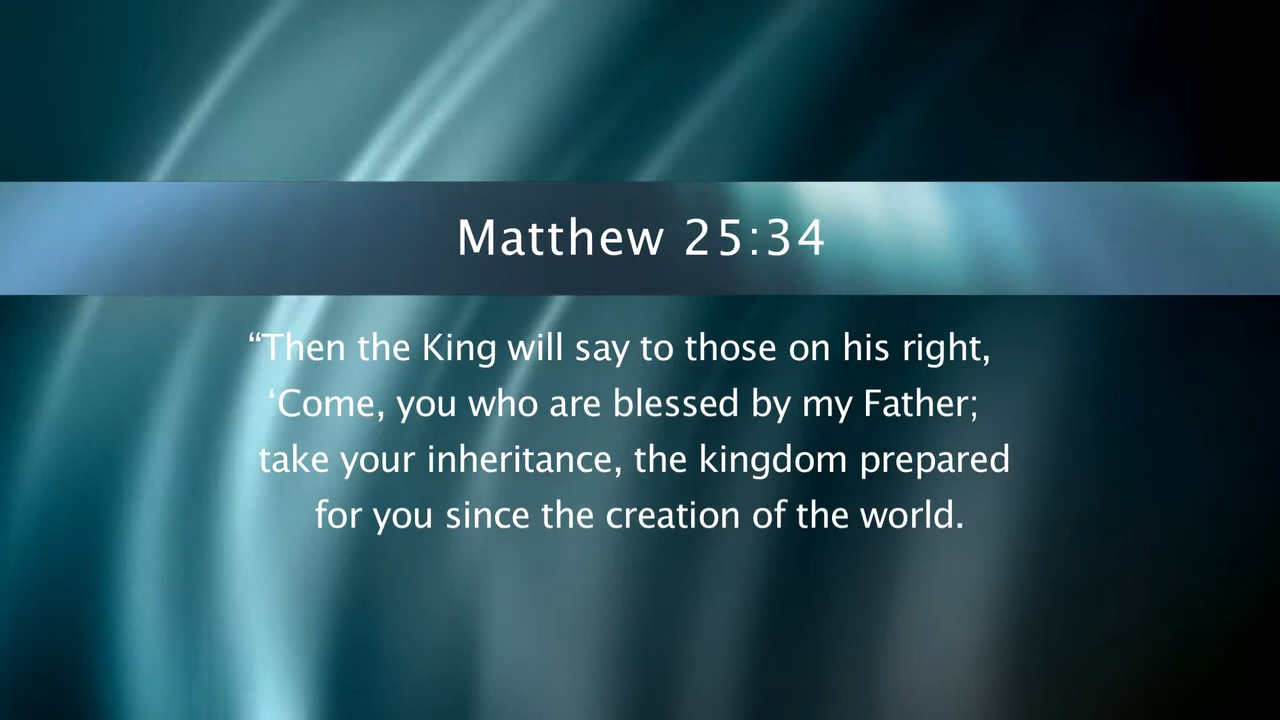 Matthew 25:34
“Then the King will say to those on his right,
‘Come, you who are blessed by my Father;
take your inheritance, the kingdom prepared
for you since the creation of the world.